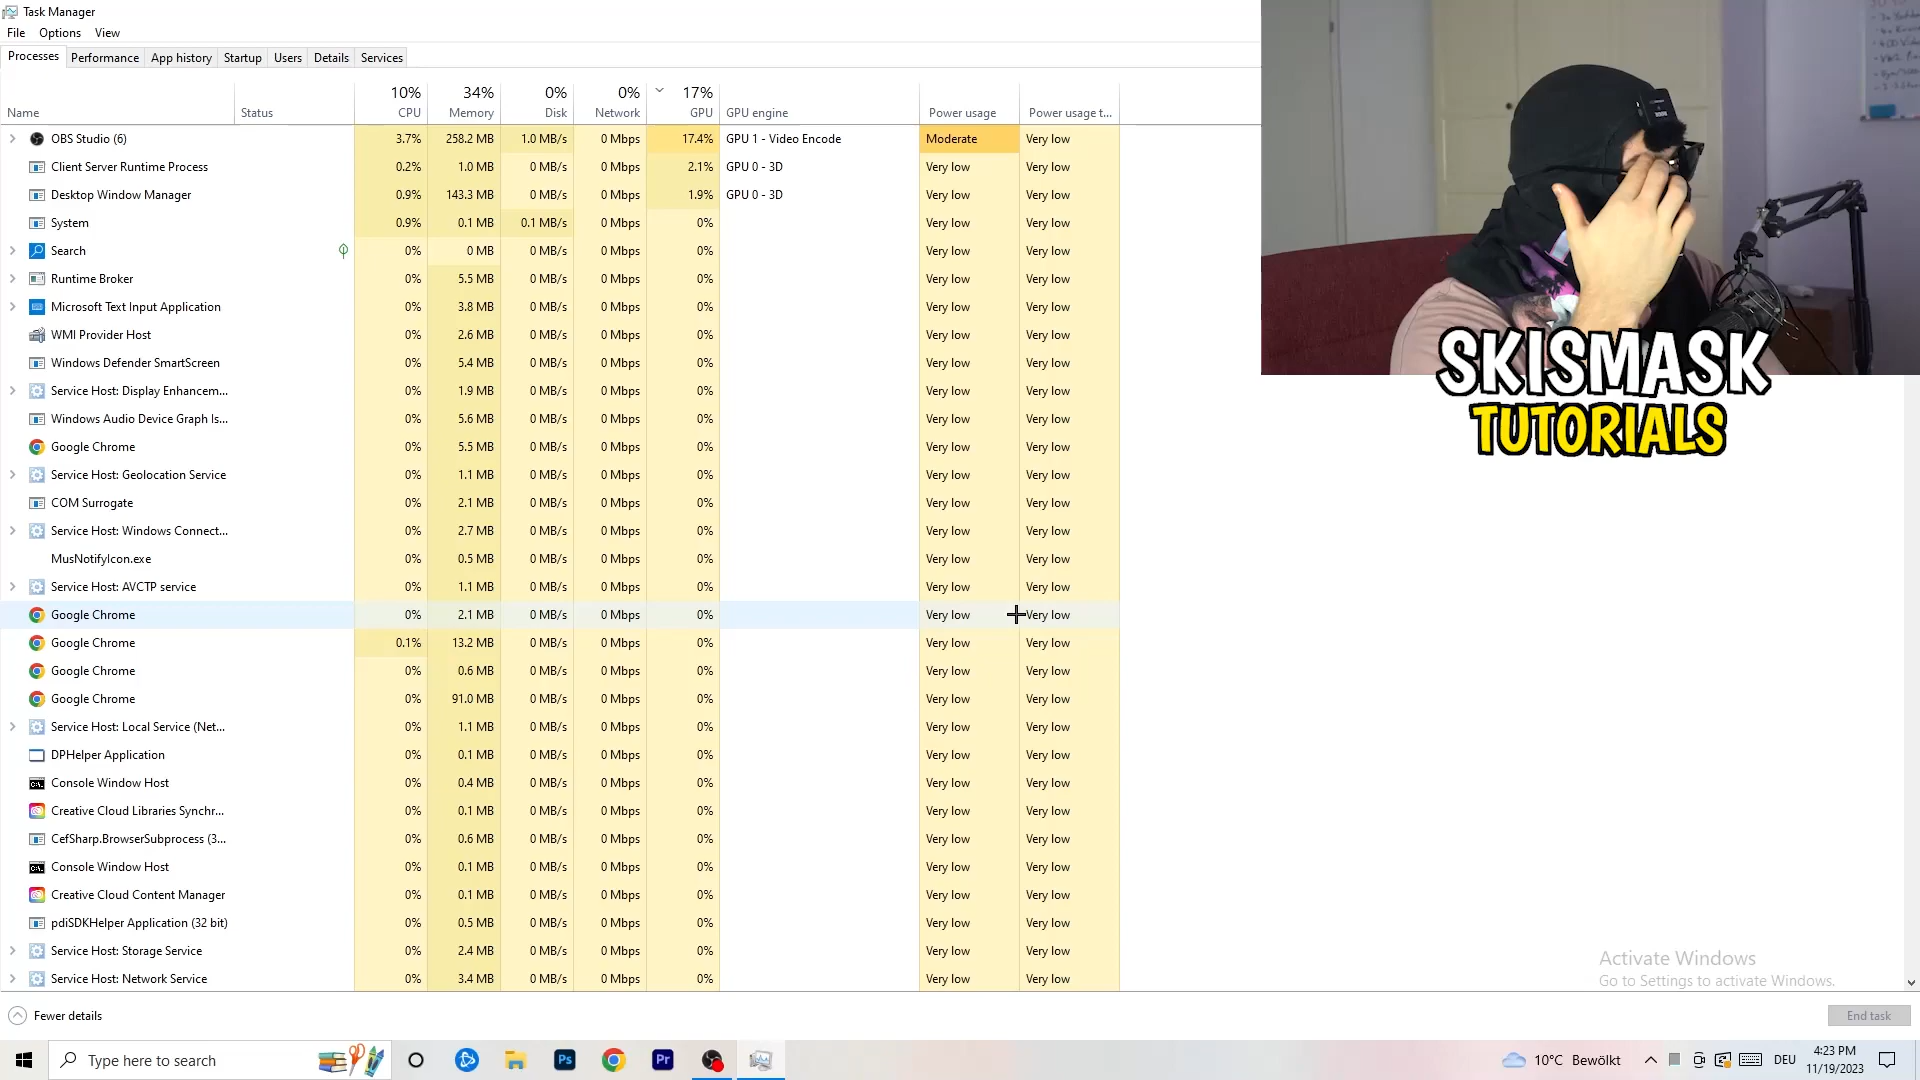 Task Manager
File Options View
Processes Performance App history Startup Users Details Services
10% 34% 0% 0% 17%
Name Status CPU Memory Disk Network GPU GPU engine Power usage Power usage t...
OBS Studio (6) 3.7% 258.2 MB 1.0 MB/s 0 Mbps 17.4% GPU 1 - Video Encode Moderate Very low
Client Server Runtime Process 0.2% 1.0 MB 0 MB/s 0 Mbps 2.1% GPU 0 - 3D Very low Very low
Desktop Window Manager 0.9% 143.3 MB 0 MB/s 0 Mbps 1.9% GPU 0 - 3D Very low Very low
System 0.9% 0.1 MB 0.1 MB/s 0 Mbps 0% Very low Very low
Search 0% 0 MB 0 MB/s 0 Mbps 0% Very low Very low
Runtime Broker 0% 5.5 MB 0 MB/s 0 Mbps 0% Very low Very low
Microsoft Text Input Application 0% 3.8 MB 0 MB/s 0 Mbps 0% Very low Very low
WMI Provider Host 0% 2.6 MB 0 MB/s 0 Mbps 0% Very low Very low
Windows Defender SmartScreen 0% 5.4 MB 0 MB/s 0 Mbps 0% Very low Very low
Service Host: Display Enhancem... 0% 1.9 MB 0 MB/s 0 Mbps 0% Very low Very low
Windows Audio Device Graph Is... 0% 5.6 MB 0 MB/s 0 Mbps 0% Very low Very low
Google Chrome 0% 5.5 MB 0 MB/s 0 Mbps 0% Very low Very low
Service Host: Geolocation Service 0% 1.1 MB 0 MB/s 0 Mbps 0% Very low Very low
COM Surrogate 0% 2.1 MB 0 MB/s 0 Mbps 0% Very low Very low
Service Host: Windows Connect... 0% 2.7 MB 0 MB/s 0 Mbps 0% Very low Very low
MusNotifyIcon.exe 0% 0.5 MB 0 MB/s 0 Mbps 0% Very low Very low
Service Host: AVCTP service 0% 1.1 MB 0 MB/s 0 Mbps 0% Very low Very low
Google Chrome 0% 2.1 MB 0 MB/s 0 Mbps 0% Very low Very low
Google Chrome 0.1% 13.2 MB 0 MB/s 0 Mbps 0% Very low Very low
Google Chrome 0% 0.6 MB 0 MB/s 0 Mbps 0% Very low Very low
Google Chrome 0% 91.0 MB 0 MB/s 0 Mbps 0% Very low Very low
Service Host: Local Service (Net... 0% 1.1 MB 0 MB/s 0 Mbps 0% Very low Very low
DPHelper Application 0% 0.1 MB 0 MB/s 0 Mbps 0% Very low Very low
Console Window Host 0% 0.4 MB 0 MB/s 0 Mbps 0% Very low Very low
Creative Cloud Libraries Synchr... 0% 0.1 MB 0 MB/s 0 Mbps 0% Very low Very low
CefSharp.BrowserSubprocess (3... 0% 0.6 MB 0 MB/s 0 Mbps 0% Very low Very low
Console Window Host 0% 0.1 MB 0 MB/s 0 Mbps 0% Very low Very low
Creative Cloud Content Manager 0% 0.1 MB 0 MB/s 0 Mbps 0% Very low Very low
pdiSDKHelper Application (32 bit) 0% 0.5 MB 0 MB/s 0 Mbps 0% Very low Very low
Service Host: Storage Service 0% 2.4 MB 0 MB/s 0 Mbps 0% Very low Very low
Service Host: Network Service 0% 3.4 MB 0 MB/s 0 Mbps 0% Very low Very low
SKISMASK
TUTORIALS
Activate Windows
Go to Settings to activate Windows.
Fewer details End task
Type here to search Ps Pr 10°C Bewölkt DEU 4:23 PM
11/19/2023